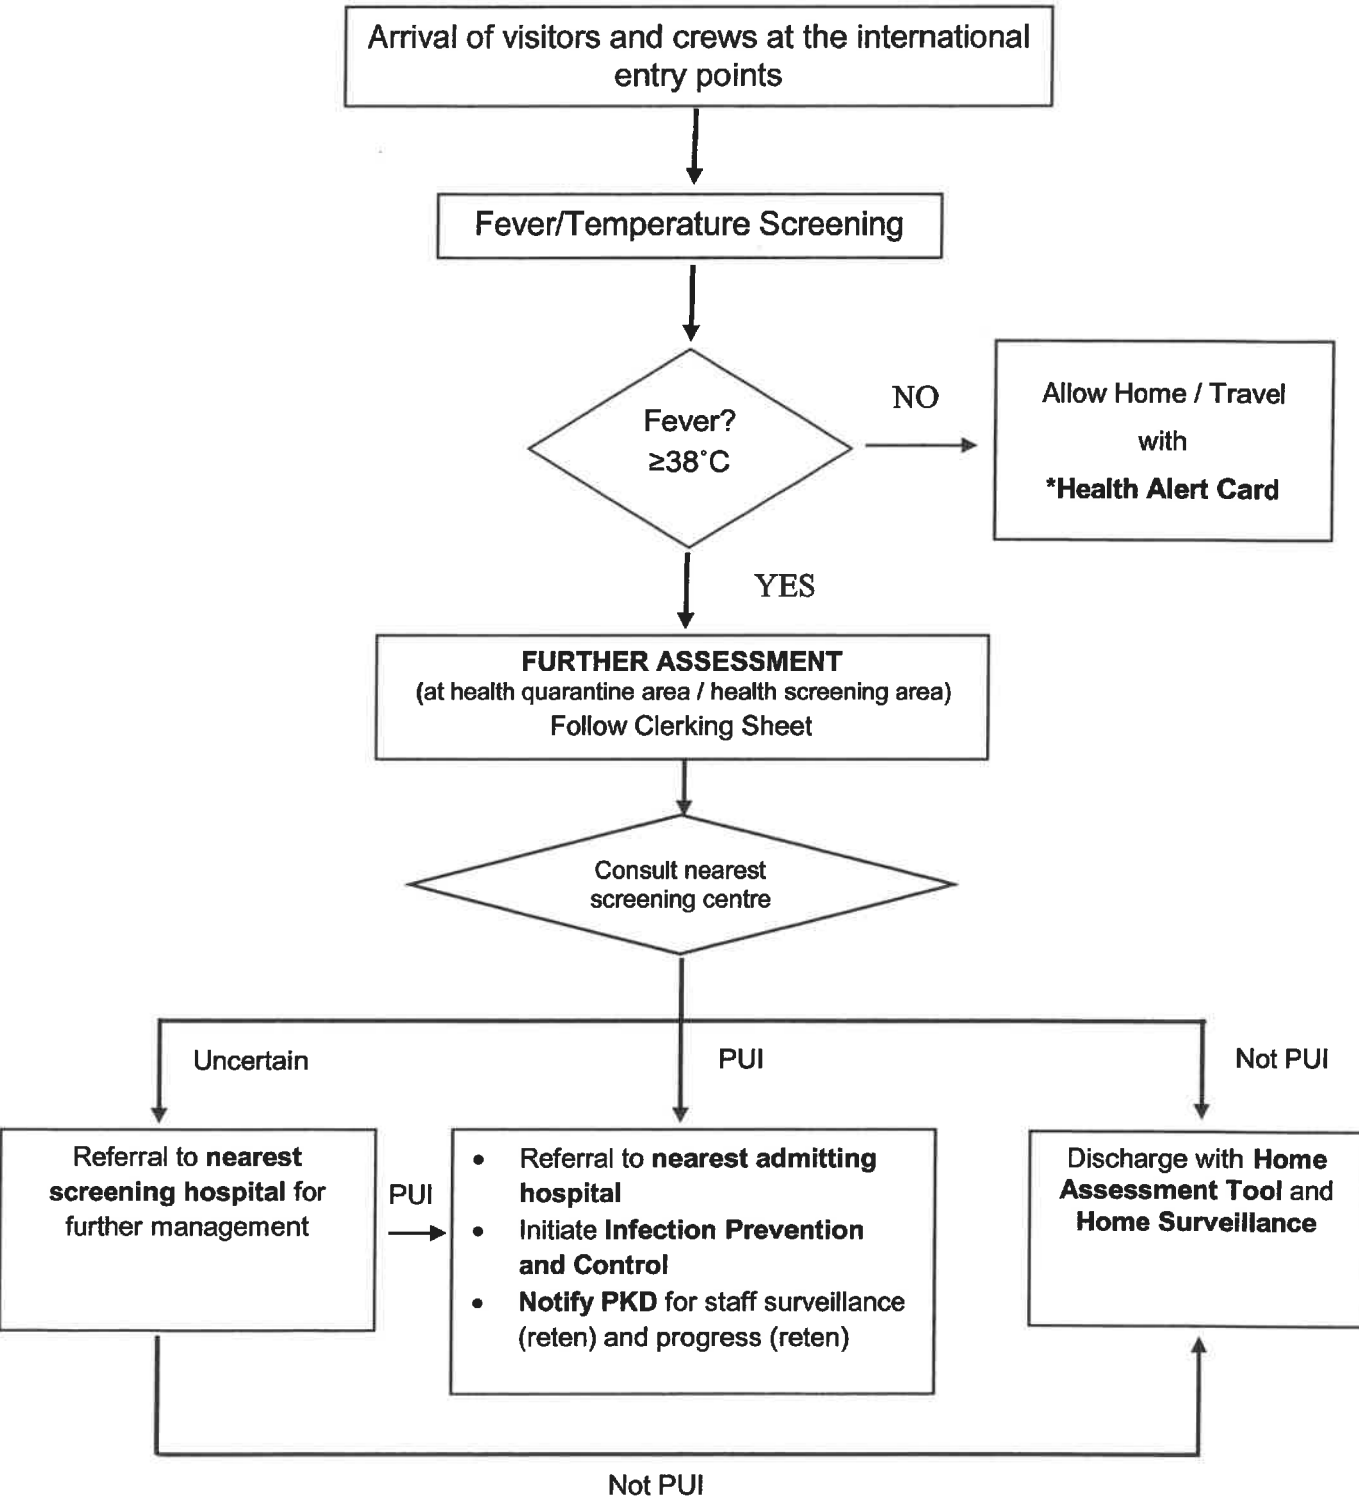 Arrival of visitors and crews at the international
entry points
Fever/Temperature Screening
Fever?
≥38°C
NO
Allow Home / Travel
with
*Health Alert Card
YES
FURTHER ASSESSMENT
(at health quarantine area / health screening area)
Follow Clerking Sheet
Consult nearest
screening centre
Uncertain
PUI
Not PUI
Referral to nearest
screening hospital for
further management
PUI
• Referral to nearest admitting
hospital
• Initiate Infection Prevention
and Control
• Notify PKD for staff surveillance
(reten) and progress (reten)
Discharge with Home
Assessment Tool and
Home Surveillance
Not PUI